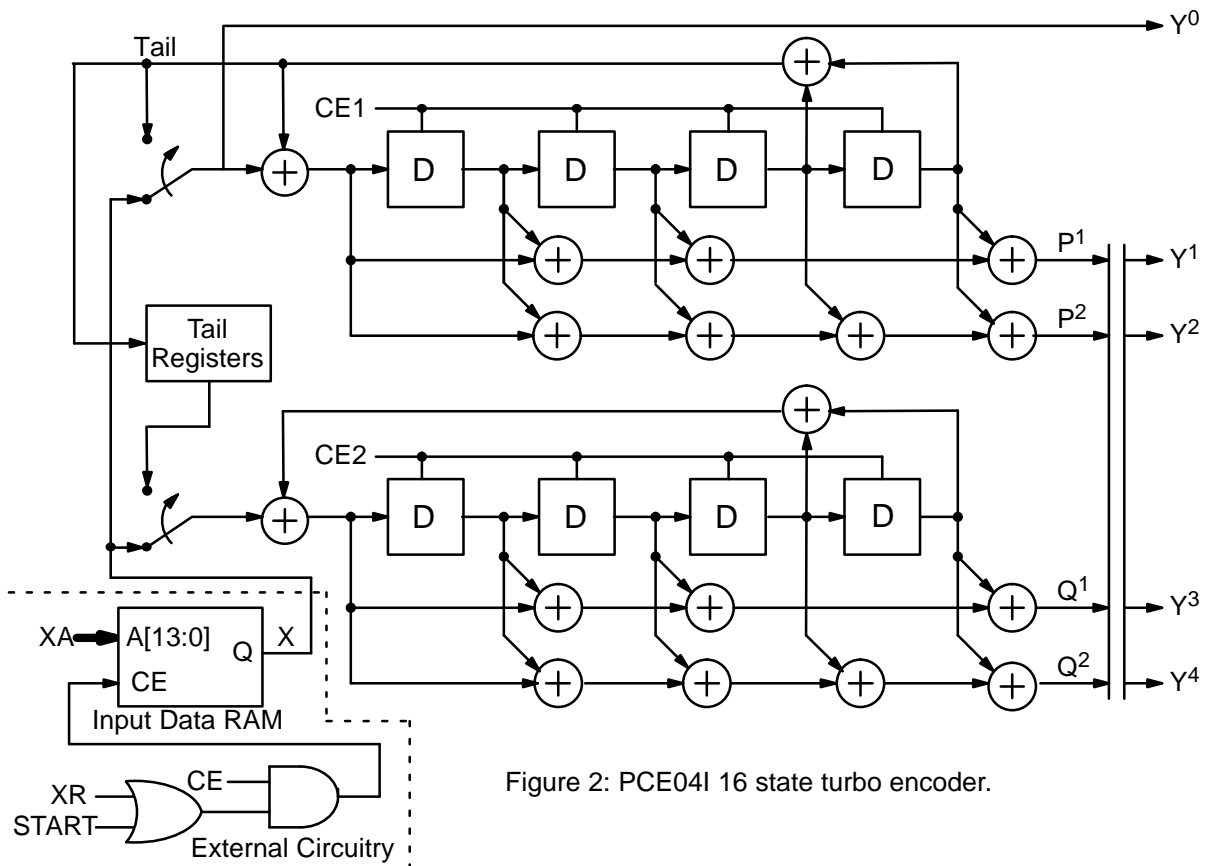 Y0
Tail
CE1
D D D D
P1 Y1
P2 Y2
Tail
Registers
CE2
D D D D
Q1 Y3
Q2 Y4
XA A[13:0] Q X
CE
Input Data RAM
XR CE
START
External Circuitry
Figure 2: PCE04I 16 state turbo encoder.